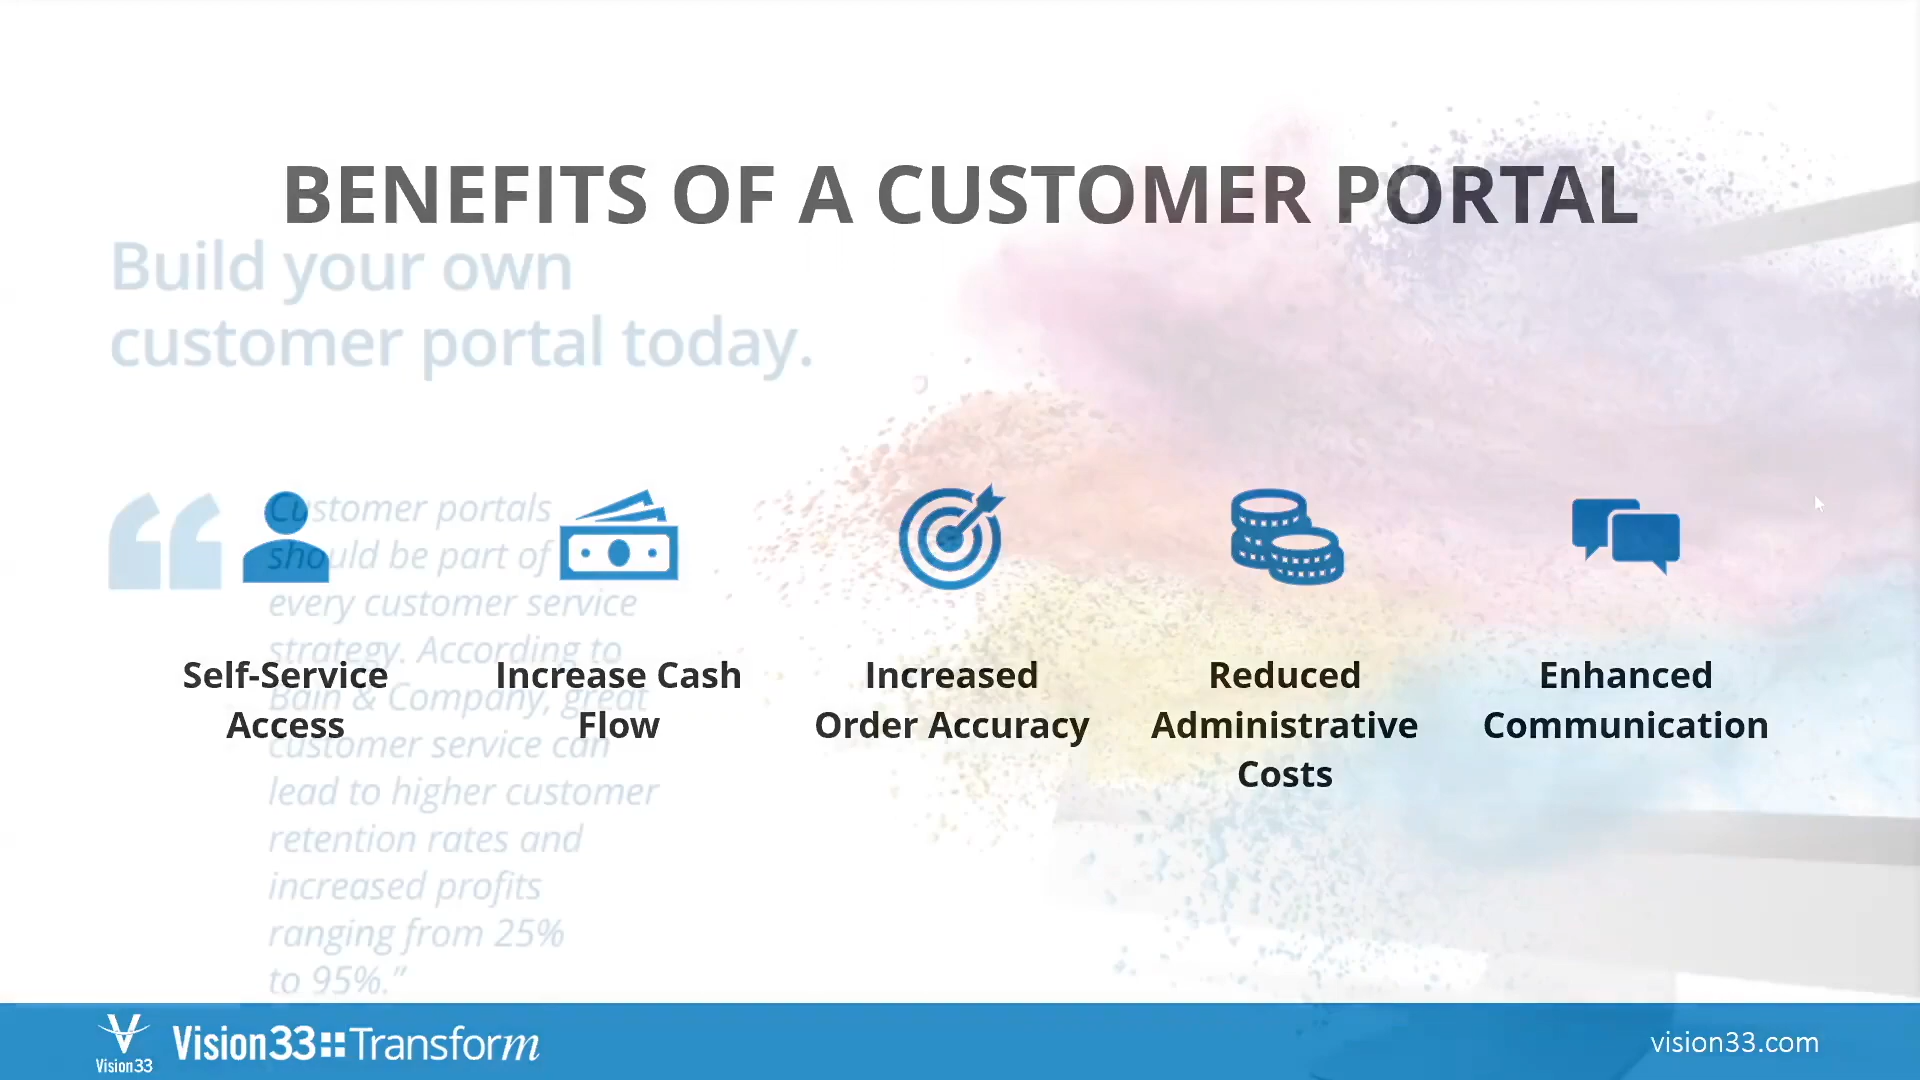 BENEFITS OF A CUSTOMER PORTAL
Build your own
customer portal today.
Customer portals
should be part of
every customer service
strategy. According to
Bain & Company, great
customer service can
lead to higher customer
retention rates and
increased profits
ranging from 25%
to 95%.”
Self-Service
Access
Increase Cash
Flow
Increased
Order Accuracy
Reduced
Administrative
Costs
Enhanced
Communication
Vision33
Vision33::Transform
vision33.com